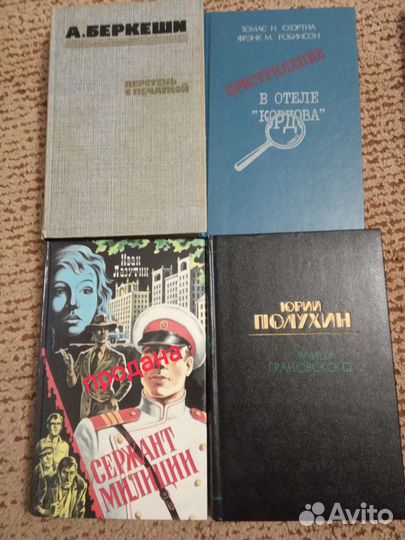 А. БЕРКЕШИ
ПЕРСТЕНЬ
С ПЕЧАТКОЙ
ТОМАС Н. СКОРТИА
ФРЭНК М. РОБИНСОН
ПРЕСТУПЛЕНИЕ
В ОТЕЛЕ
"КОРДОВА"
Иван Лазутин
продана
СЕРЖАНТ
МИЛИЦИИ
ЮРИЙ
ПОЛУХИН
УЛИЦА
ГРАНОВСКОГО, 2
Avito